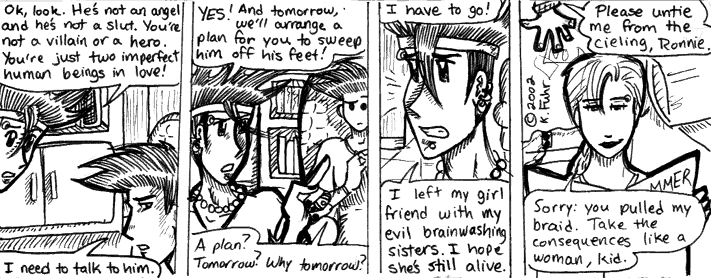 Ok, look. He's not an angel
and he's not a slut. You're
not a villain or a hero.
You're just two imperfect
human beings in love!
I need to talk to him.
YES! And tomorrow,
we'll arrange a
plan for you to sweep
him off his feet!
A plan?
Tomorrow? Why tomorrow?
I have to go!
I left my girl
friend with my
evil brainwashing
sisters. I hope
she's still alive.
Please untie
me from the
cieling, Ronnie.
© 2002
K. Fuhr
MMER
Sorry: you pulled my
braid. Take the
consequences like a
woman, kid.